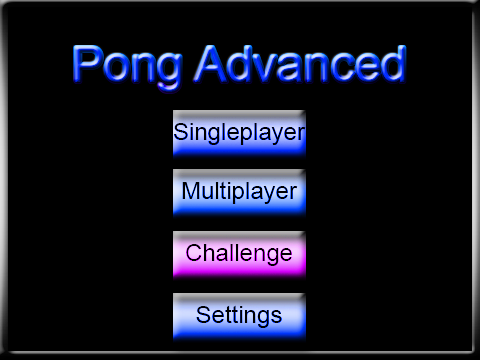 Pong Advanced
Singleplayer
Multiplayer
Challenge
Settings